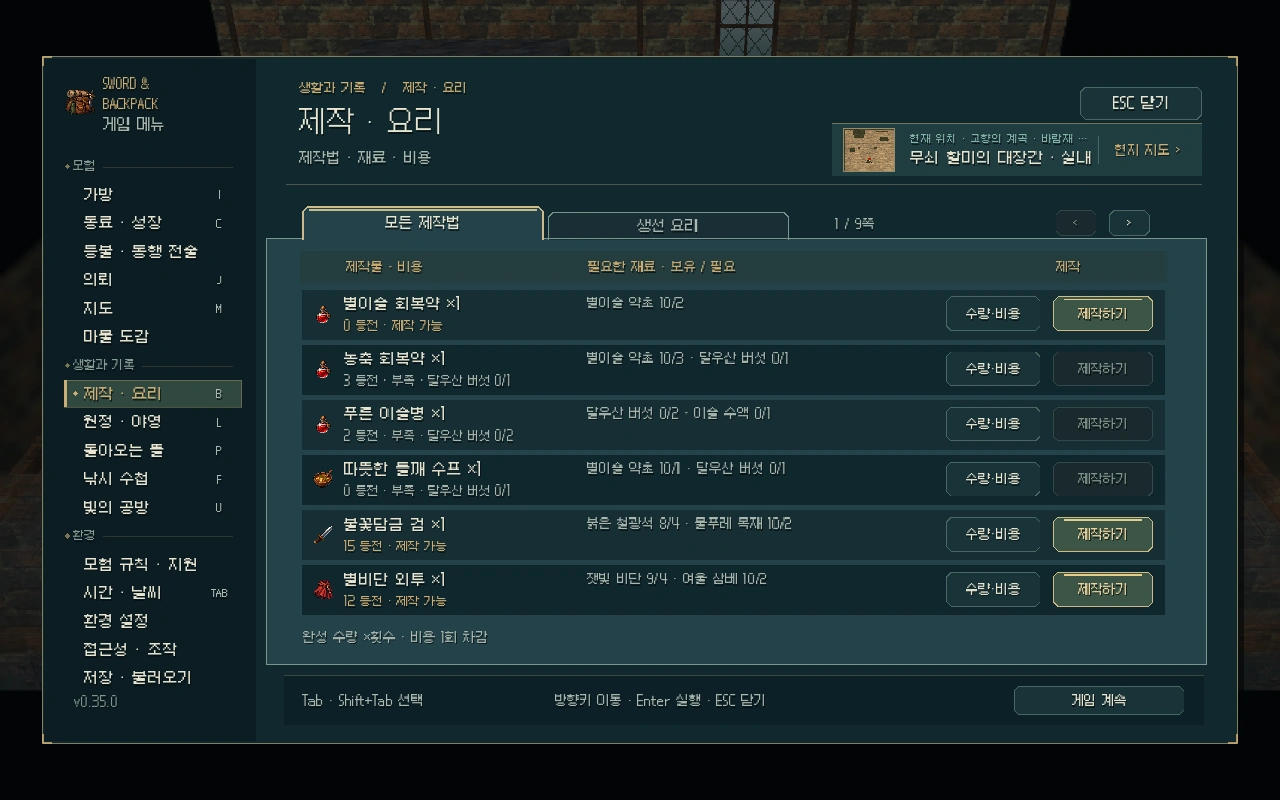 SWORD &
BACKPACK
게임 메뉴
모험
가방 I
동료 · 성장 C
등불 · 동행 전술
의뢰 J
지도 M
마물 도감
생활과 기록
제작 · 요리 B
원정 · 야영 L
돌아오는 뜰 P
낚시 수첩 F
빛의 공방 U
환경
모험 규칙 · 지원
시간 · 날씨 TAB
환경 설정
접근성 · 조작
저장 · 불러오기
v0.35.0
생활과 기록 / 제작 · 요리
제작 · 요리
제작법 · 재료 · 비용
ESC 닫기
현재 위치 · 고향의 계곡 · 바람재 ···
무쇠 할미의 대장간 · 실내
현지 지도 >
모든 제작법
생선 요리
1 / 9쪽
< >
제작물 · 비용 필요한 재료 · 보유 / 필요 제작
별이슬 회복약 ×1 별이슬 약초 10/2 수량·비용 제작하기
0 동전 · 제작 가능
농축 회복약 ×1 별이슬 약초 10/3 · 달우산 버섯 0/1 수량·비용 제작하기
3 동전 · 부족 · 달우산 버섯 0/1
푸른 이슬병 ×1 달우산 버섯 0/2 · 이슬 수액 0/1 수량·비용 제작하기
2 동전 · 부족 · 달우산 버섯 0/2
따뜻한 들깨 수프 ×1 별이슬 약초 10/1 · 달우산 버섯 0/1 수량·비용 제작하기
0 동전 · 부족 · 달우산 버섯 0/1
불꽃담금 검 ×1 붉은 철광석 8/4 · 물푸레 목재 10/2 수량·비용 제작하기
15 동전 · 제작 가능
별비단 외투 ×1 잿빛 비단 9/4 · 여울 삼베 10/2 수량·비용 제작하기
12 동전 · 제작 가능
완성 수량 ×횟수 · 비용 1회 차감
Tab · Shift+Tab 선택
방향키 이동 · Enter 실행 · ESC 닫기
게임 계속